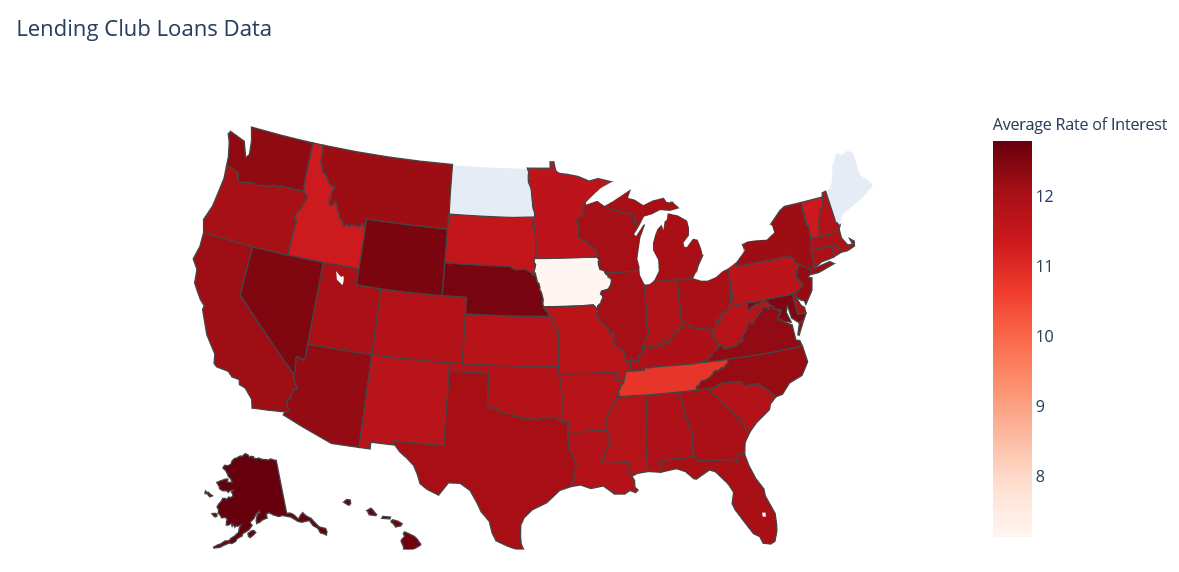 Lending Club Loans Data
Average Rate of Interest
12
11
10
9
8